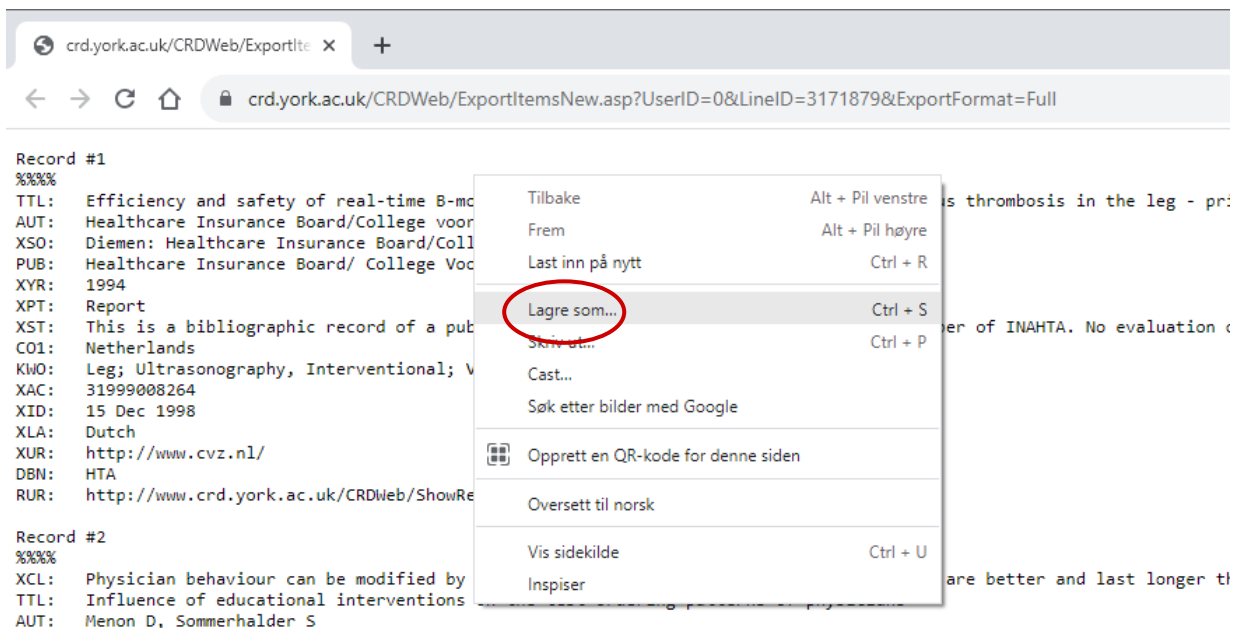 crd.york.ac.uk/CRDWeb/ExportIte
crd.york.ac.uk/CRDWeb/ExportItemsNew.asp?UserID=0&LineID=3171879&ExportFormat=Full
Record #1
%%%%
TTL: Efficiency and safety of real-time B-mo
s thrombosis in the leg - pri
AUT: Healthcare Insurance Board/College voor
XSO: Diemen: Healthcare Insurance Board/Coll
PUB: Healthcare Insurance Board/ College Voo
XYR: 1994
XPT: Report
XST: This is a bibliographic record of a pub
er of INAHTA. No evaluation
CO1: Netherlands
KWO: Leg; Ultrasonography, Interventional; V
XAC: 31999008264
XID: 15 Dec 1998
XLA: Dutch
XUR: http://www.cvz.nl/
DBN: HTA
RUR: http://www.crd.york.ac.uk/CRDWeb/ShowRe
Record #2
%%%%
XCL: Physician behaviour can be modified by
are better and last longer th
TTL: Influence of educational interventions
AUT: Menon D, Sommerhalder S
Tilbake Alt + Pil venstre
Frem Alt + Pil høyre
Last inn på nytt Ctrl + R
Lagre som... Ctrl + S
Skriv ut... Ctrl + P
Cast...
Søk etter bilder med Google
Opprett en QR-kode for denne siden
Oversett til norsk
Vis sidekilde Ctrl + U
Inspiser